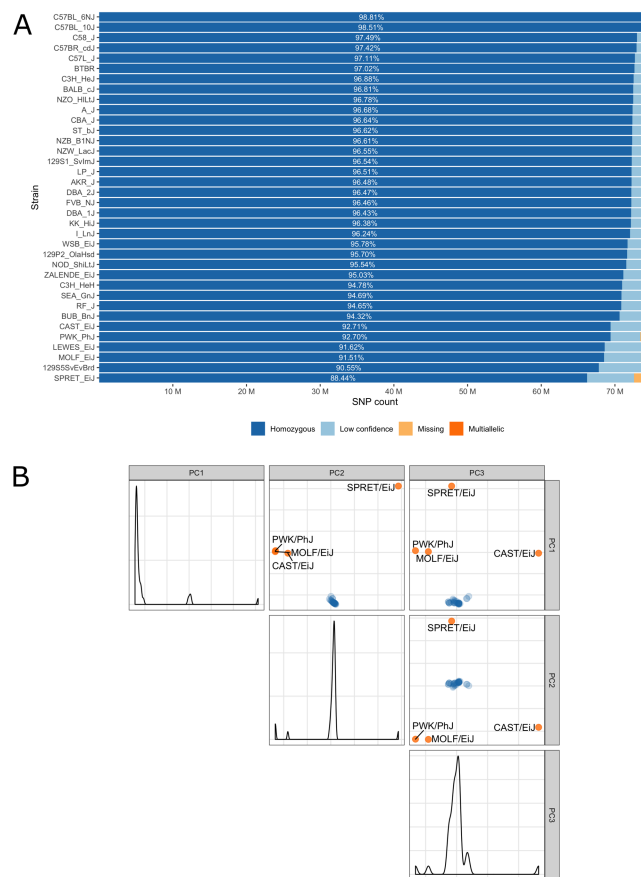 A
C57BL_6NJ 98.81%
C57BL_10J 98.51%
C58_J 97.49%
C57BR_cdJ 97.42%
C57L_J 97.11%
BTBR 97.02%
C3H_HeJ 96.88%
BALB_cJ 96.81%
NZO_HlLtJ 96.78%
A_J 96.68%
CBA_J 96.64%
ST_bJ 96.62%
NZB_B1NJ 96.61%
NZW_LacJ 96.55%
129S1_SvImJ 96.54%
LP_J 96.51%
AKR_J 96.48%
DBA_2J 96.47%
FVB_NJ 96.46%
DBA_1J 96.43%
KK_HiJ 96.38%
I_LnJ 96.24%
WSB_EiJ 95.78%
129P2_OlaHsd 95.70%
NOD_ShiLtJ 95.54%
ZALENDE_EiJ 95.03%
C3H_HeH 94.78%
SEA_GnJ 94.69%
RF_J 94.65%
BUB_BnJ 94.32%
CAST_EiJ 92.71%
PWK_PhJ 92.70%
LEWES_EiJ 91.62%
MOLF_EiJ 91.51%
129S5SvEvBrd 90.55%
SPRET_EiJ 88.44%
Strain
10 M 20 M 30 M 40 M 50 M 60 M 70 M
SNP count
Homozygous Low confidence Missing Multiallelic
B
PC1 PC2 PC3
SPRET/EiJ
PWK/PhJ
MOLF/EiJ
CAST/EiJ
SPRET/EiJ
PWK/PhJ
MOLF/EiJ
CAST/EiJ
PC1
SPRET/EiJ
PWK/PhJ
MOLF/EiJ
CAST/EiJ
PC2
PC3